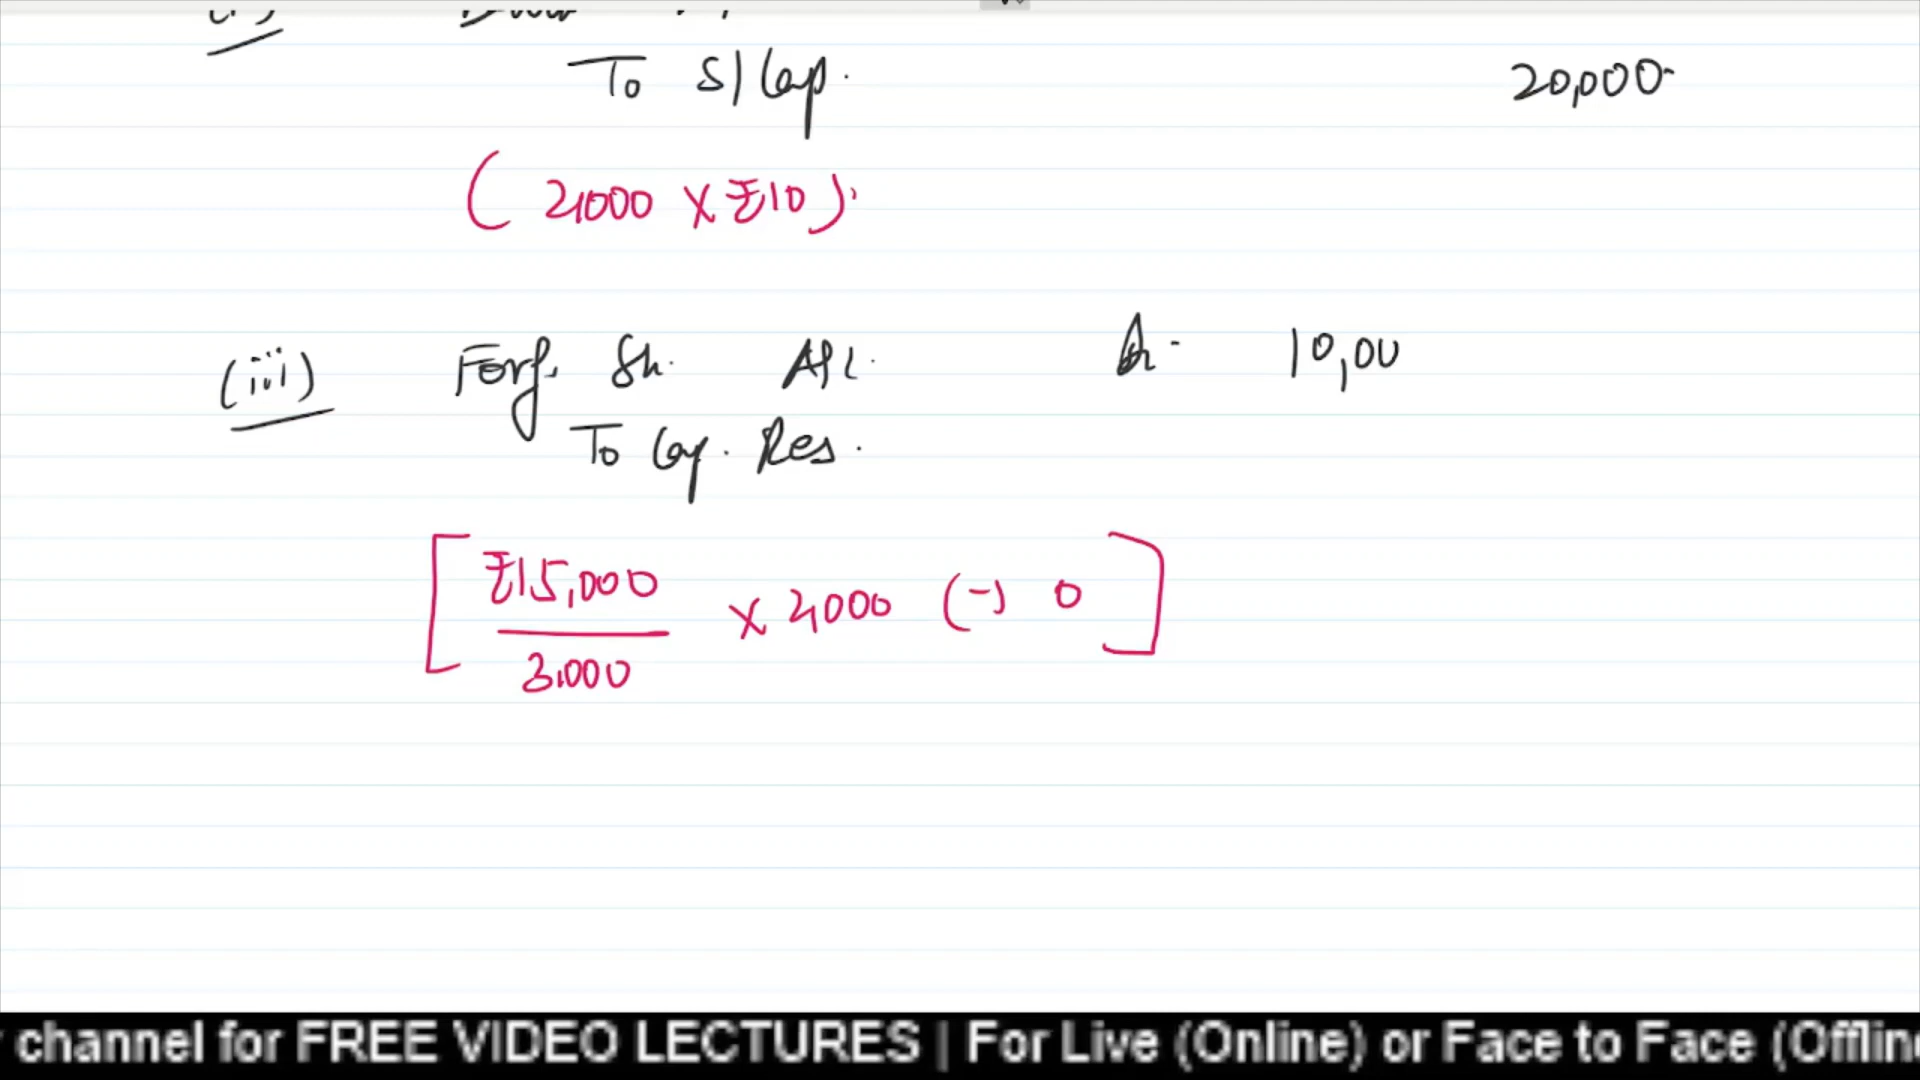 To S/Cap. 20,000
( 2,000 X ₹10 )
(iii) Forf. Sh. A/c. Dr. 10,00
To Cap. Res.
[ ₹15,000
3,000 X 2,000 (-) 0 ]
channel for FREE VIDEO LECTURES | For Live (Online) or Face to Face (Offlin